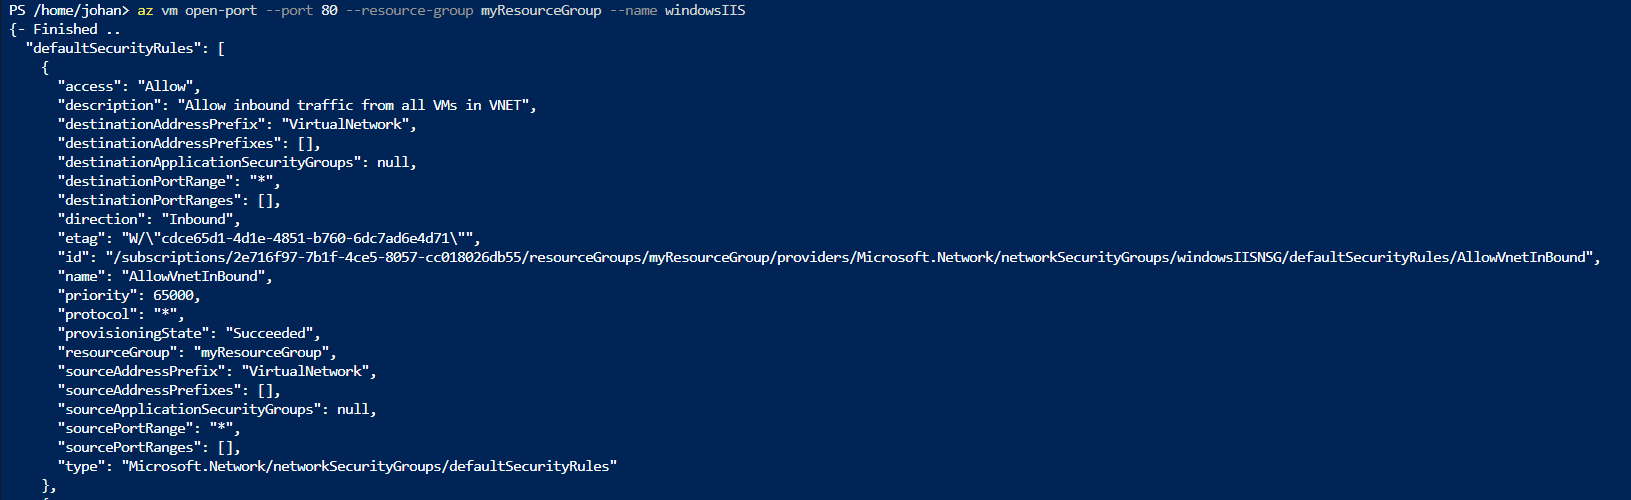 PS /home/johan> az vm open-port --port 80 --resource-group myResourceGroup --name windowsIIS
{- Finished ..
  "defaultSecurityRules": [
    {
      "access": "Allow",
      "description": "Allow inbound traffic from all VMs in VNET",
      "destinationAddressPrefix": "VirtualNetwork",
      "destinationAddressPrefixes": [],
      "destinationApplicationSecurityGroups": null,
      "destinationPortRange": "*",
      "destinationPortRanges": [],
      "direction": "Inbound",
      "etag": "W/\"cdce65d1-4d1e-4851-b760-6dc7ad6e4d71\"",
      "id": "/subscriptions/2e716f97-7b1f-4ce5-8057-cc018026db55/resourceGroups/myResourceGroup/providers/Microsoft.Network/networkSecurityGroups/windowsIISNSG/defaultSecurityRules/AllowVnetInBound",
      "name": "AllowVnetInBound",
      "priority": 65000,
      "protocol": "*",
      "provisioningState": "Succeeded",
      "resourceGroup": "myResourceGroup",
      "sourceAddressPrefix": "VirtualNetwork",
      "sourceAddressPrefixes": [],
      "sourceApplicationSecurityGroups": null,
      "sourcePortRange": "*",
      "sourcePortRanges": [],
      "type": "Microsoft.Network/networkSecurityGroups/defaultSecurityRules"
    },